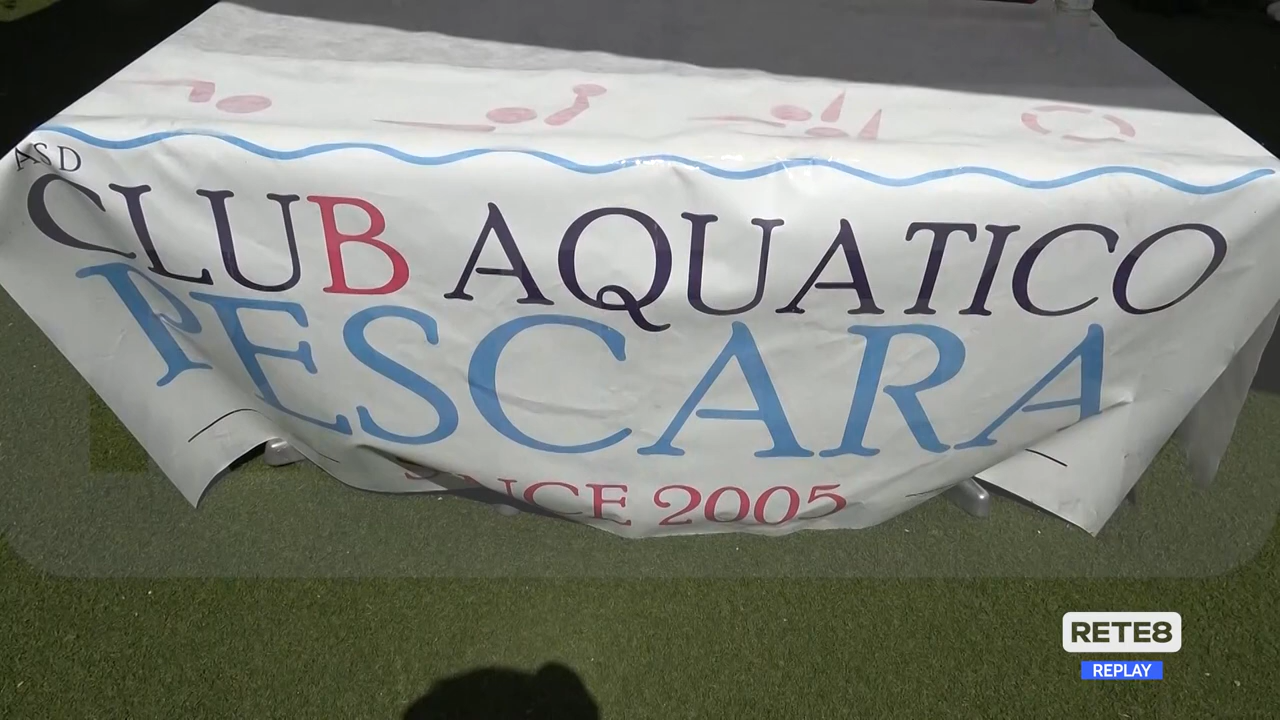 ASD
CLUB AQUATICO
PESCARA
SINCE 2005
RETE8
REPLAY